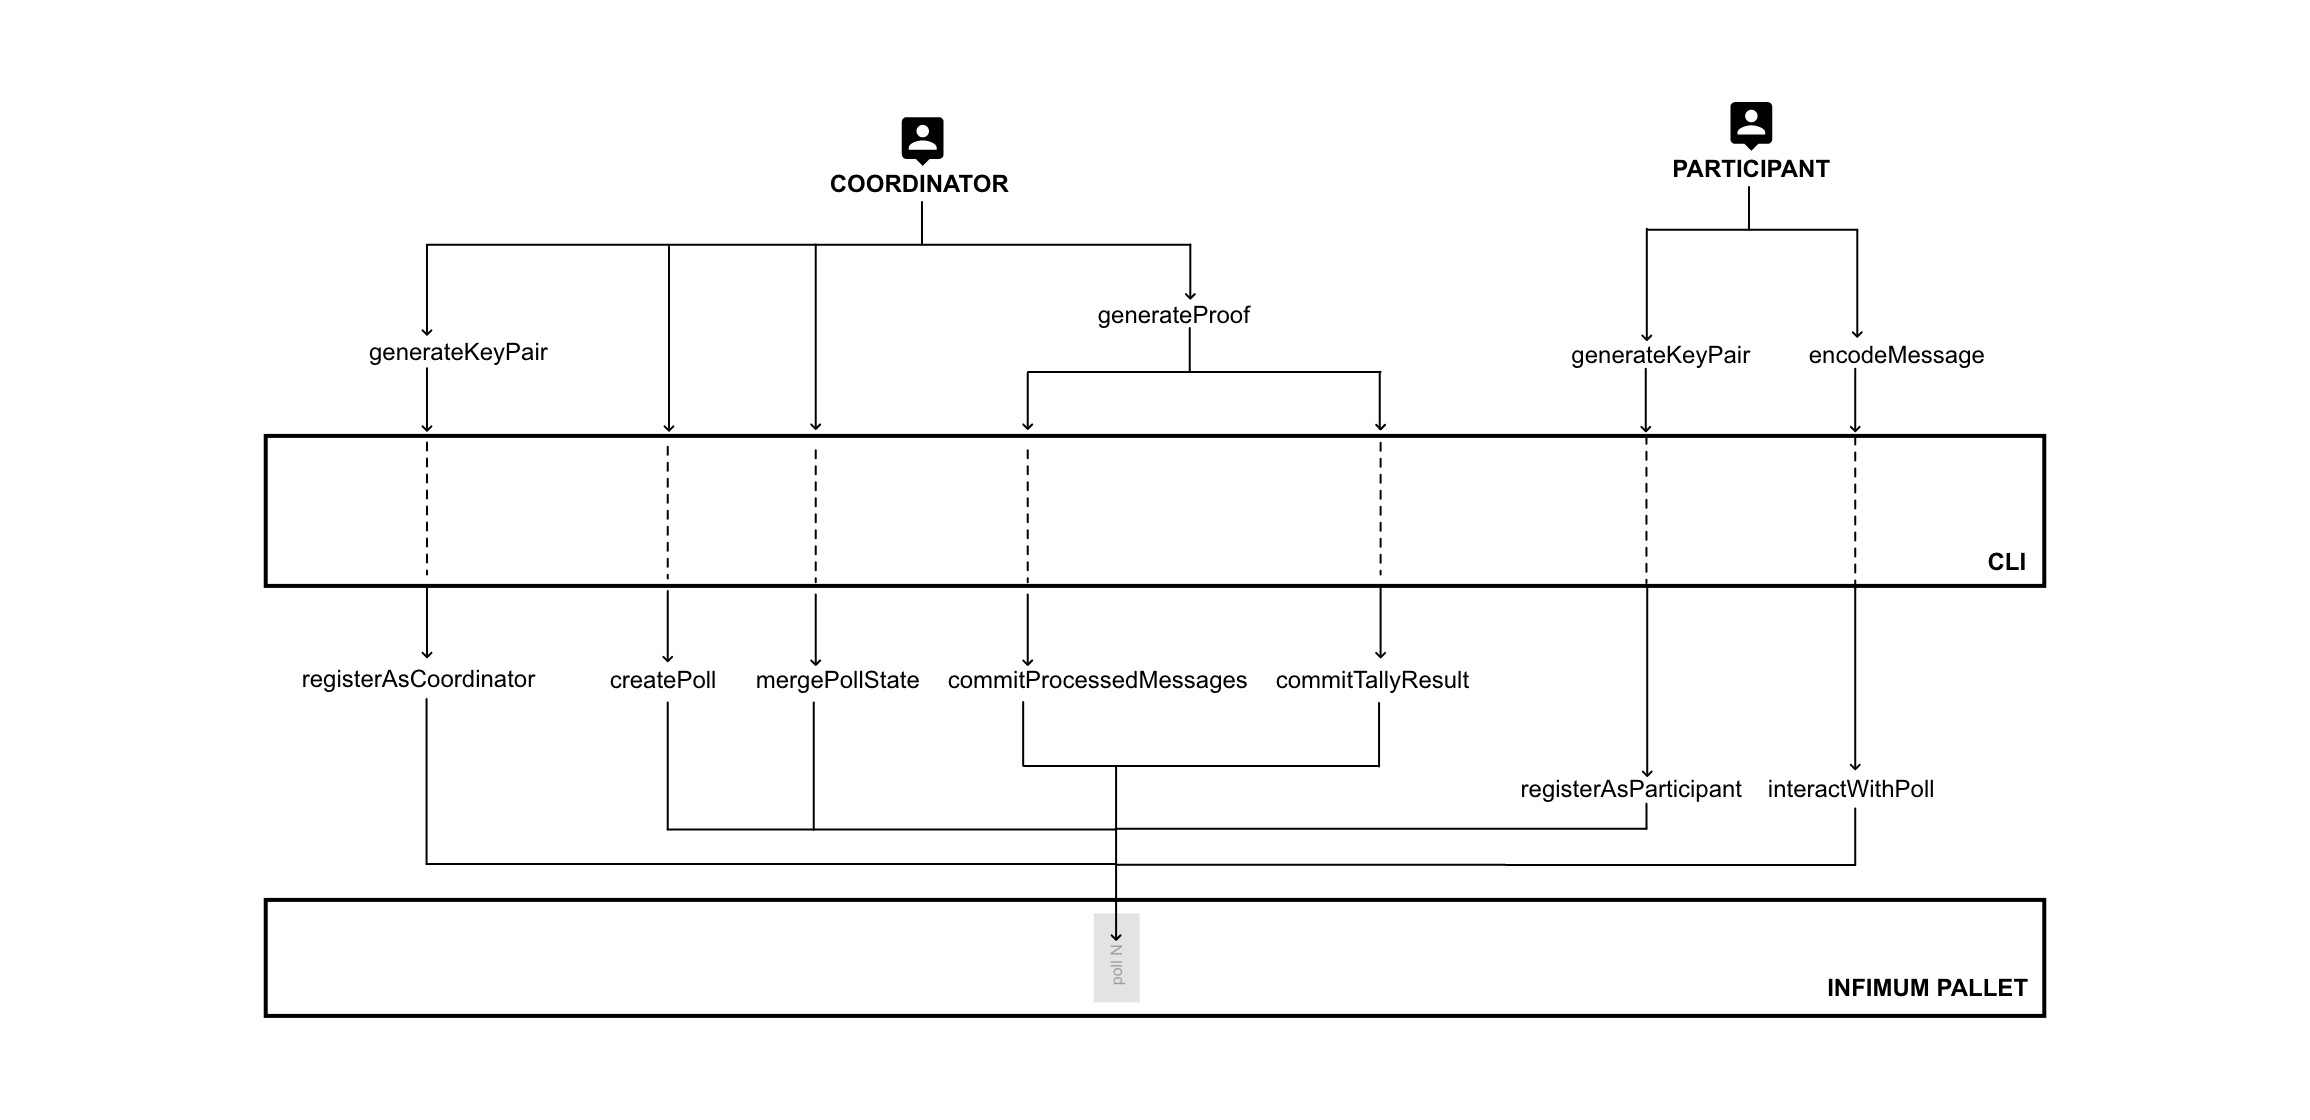 COORDINATOR
PARTICIPANT
generateProof
generateKeyPair
generateKeyPair
encodeMessage
CLI
registerAsCoordinator
createPoll
mergePollState
commitProcessedMessages
commitTallyResult
registerAsParticipant
interactWithPoll
poll N
INFIMUM PALLET